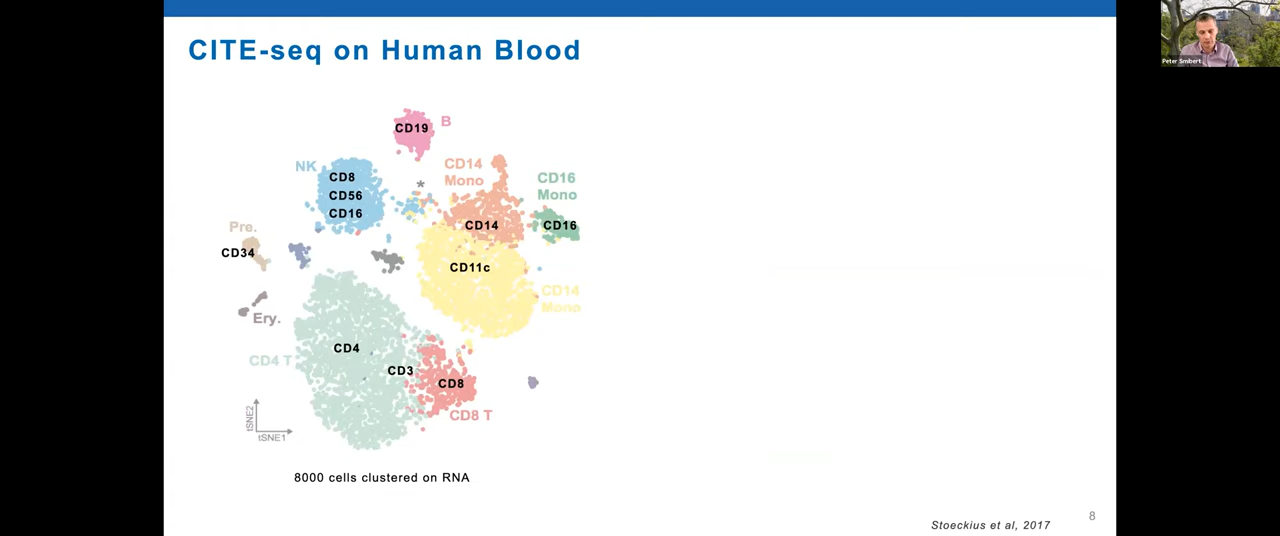 CITE-seq on Human Blood
Peter Smibert
CD19
B
NK
CD8
CD56
CD16
*
CD14
Mono
CD16
Mono
CD14
CD16
Pre.
CD34
CD11c
CD14
Mono
Ery.
CD4 T
CD4
CD3
CD8
CD8 T
tSNE2
tSNE1
8000 cells clustered on RNA
8
Stoeckius et al, 2017